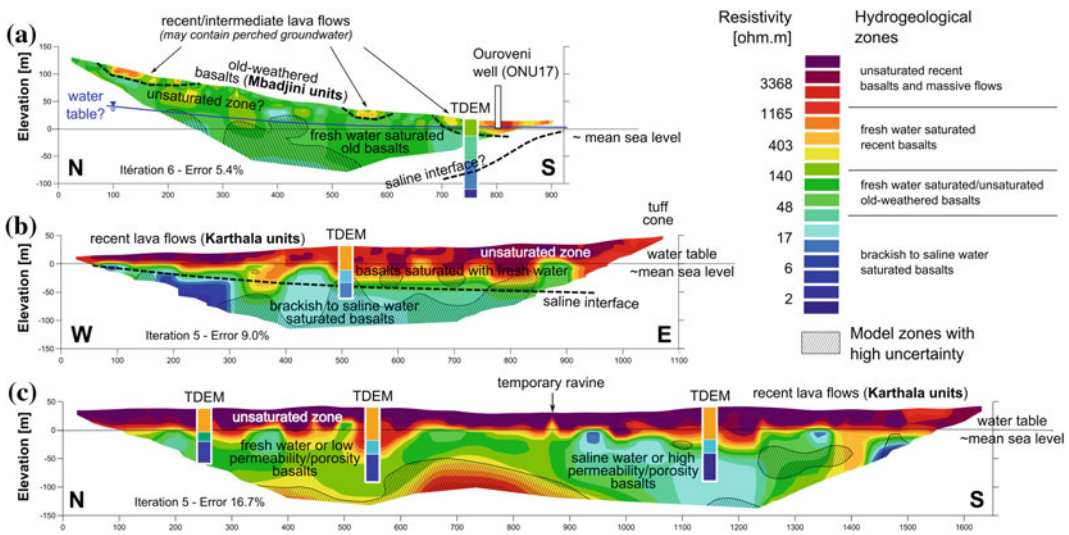 (a)
recent/intermediate lava flows
(may contain perched groundwater)
Elevation [m]
150
100
50
0
-50
-100
water
table?
old-weathered
basalts (Mbadjini units)
unsaturated zone?
fresh water saturated
old basalts
Ouroveni
well (ONU17)
TDEM
~ mean sea level
saline interface?
N
S
Itération 6 - Error 5.4%
0 100 200 300 400 500 600 700 800 900
(b)
Elevation [m]
100
50
0
-50
-100
-150
recent lava flows (Karthala units)
TDEM
tuff
cone
unsaturated zone
water table
~mean sea level
basalts saturated with fresh water
saline interface
brackish to saline water
saturated basalts
W
E
Iteration 5 - Error 9.0%
0 100 200 300 400 500 600 700 800 900 1000 1100
(c)
Elevation [m]
100
50
0
-50
-100
-150
TDEM
TDEM
temporary ravine
TDEM
recent lava flows (Karthala units)
unsaturated zone
water table
~mean sea level
fresh water or low
permeability/porosity
basalts
saline water or high
permeability/porosity
basalts
N
S
Iteration 5 - Error 16.7%
0 100 200 300 400 500 600 700 800 900 1000 1100 1200 1300 1400 1500 1600
Resistivity
[ohm.m]
Hydrogeological
zones
3368
1165
403
140
48
17
6
2
unsaturated recent
basalts and massive flows
fresh water saturated
recent basalts
fresh water saturated/unsaturated
old-weathered basalts
brackish to saline water
saturated basalts
Model zones with
high uncertainty